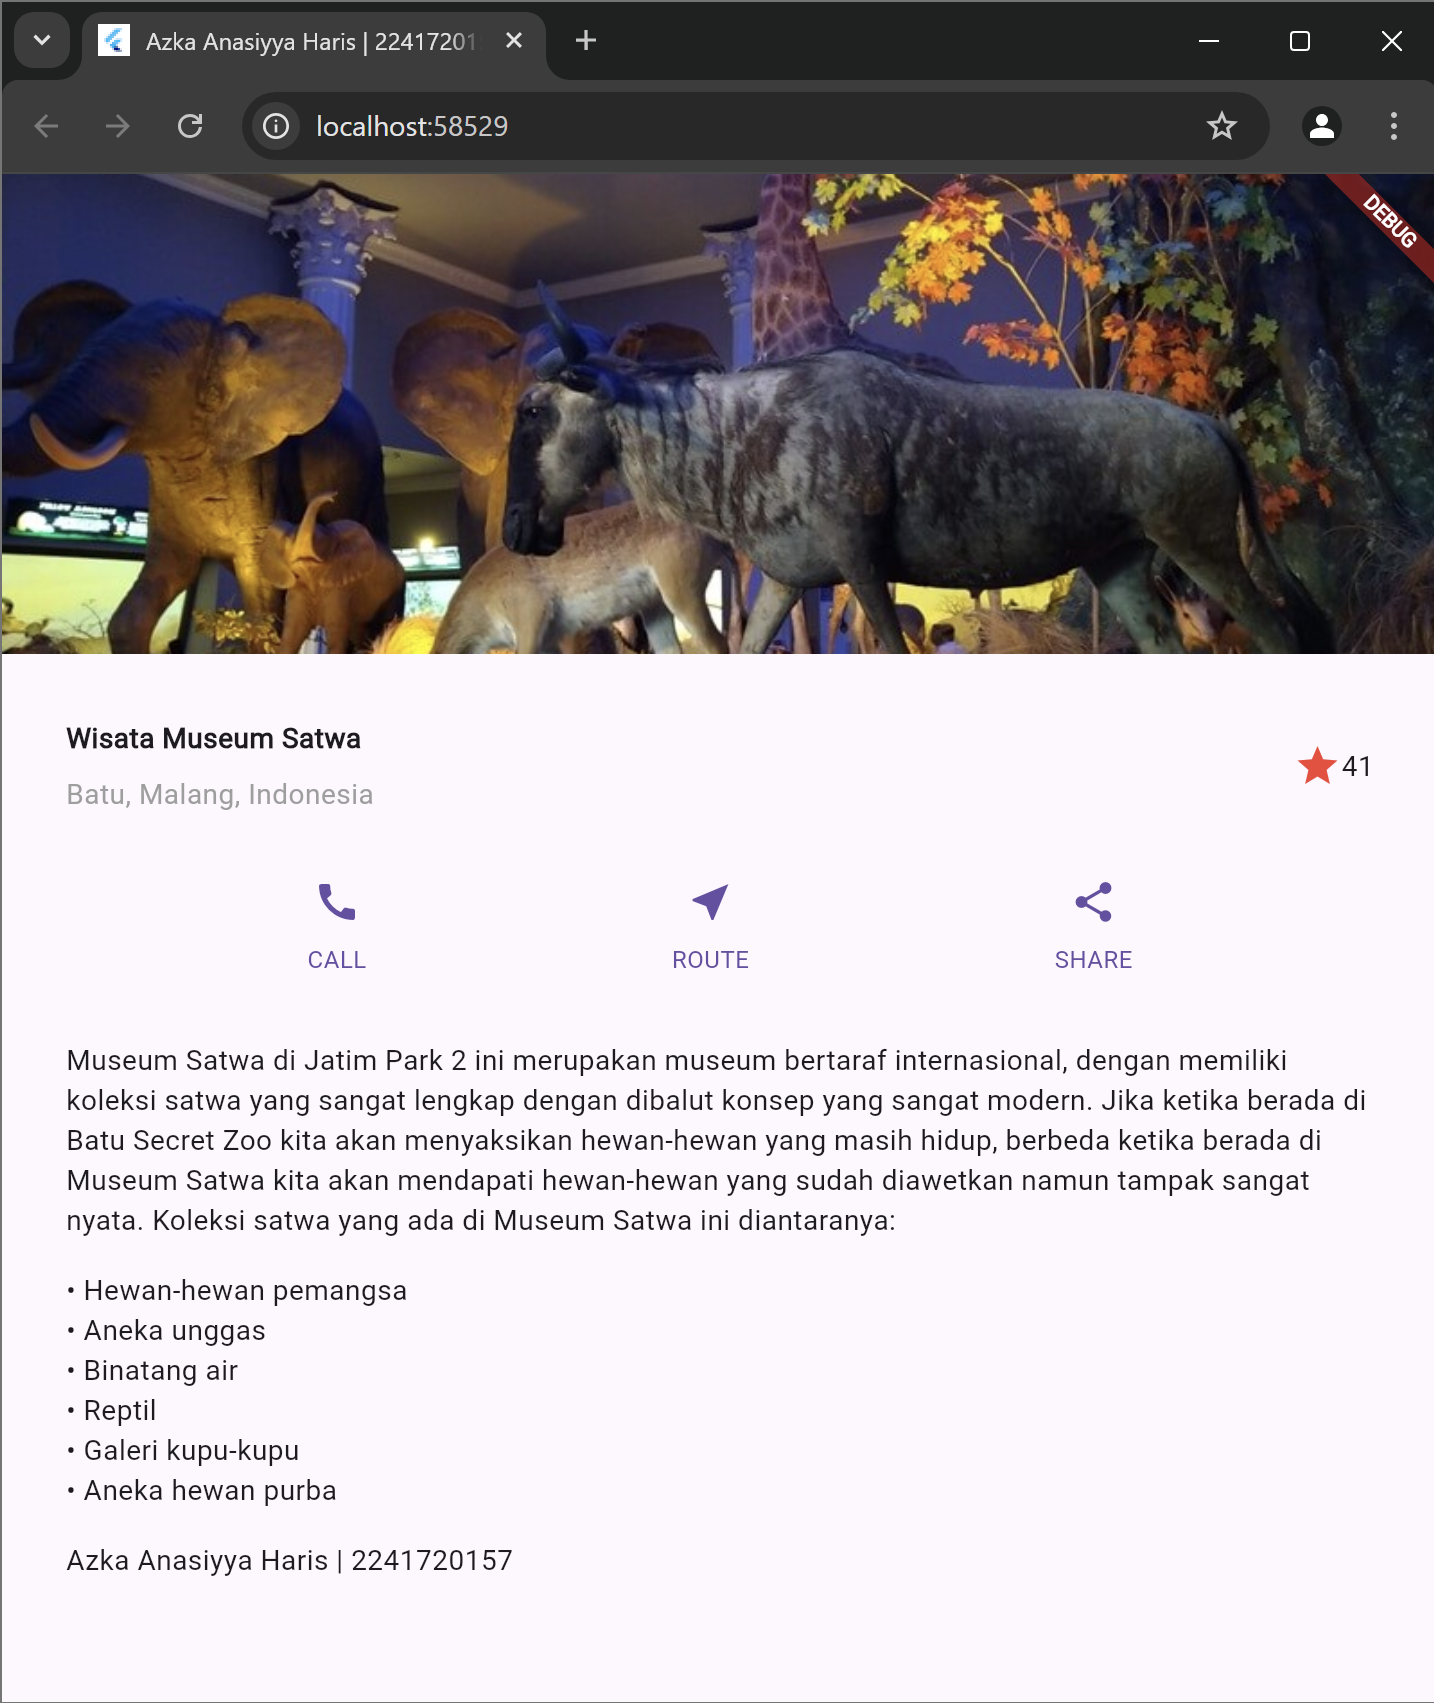 Azka Anasiyya Haris | 22417201
localhost:58529
DEBUG
Wisata Museum Satwa
41
Batu, Malang, Indonesia
CALL
ROUTE
SHARE
Museum Satwa di Jatim Park 2 ini merupakan museum bertaraf internasional, dengan memiliki
koleksi satwa yang sangat lengkap dengan dibalut konsep yang sangat modern. Jika ketika berada di
Batu Secret Zoo kita akan menyaksikan hewan-hewan yang masih hidup, berbeda ketika berada di
Museum Satwa kita akan mendapati hewan-hewan yang sudah diawetkan namun tampak sangat
nyata. Koleksi satwa yang ada di Museum Satwa ini diantaranya:
• Hewan-hewan pemangsa
• Aneka unggas
• Binatang air
• Reptil
• Galeri kupu-kupu
• Aneka hewan purba
Azka Anasiyya Haris | 2241720157